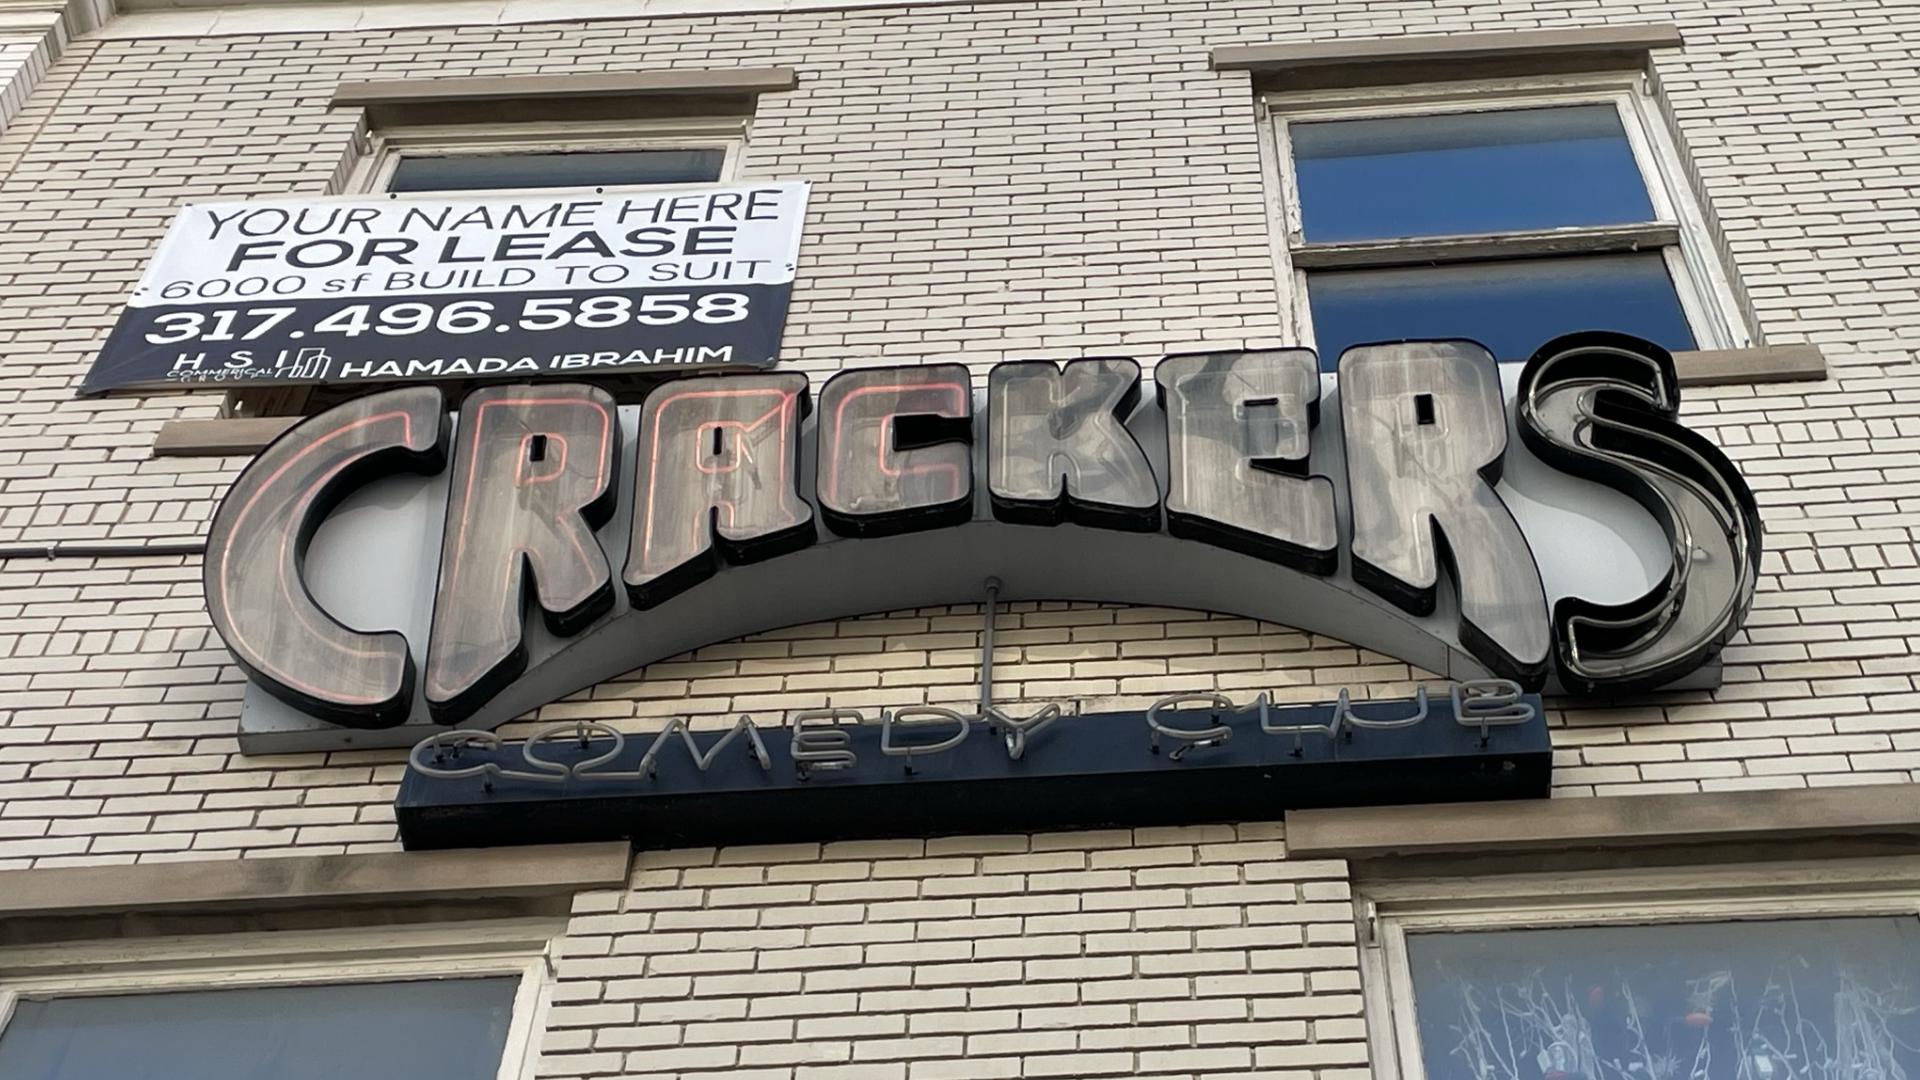 YOUR NAME HERE
FOR LEASE
6000 sf BUILD TO SUIT
317.496.5858
H S I
COMMERICAL
GROUP
HAMADA IBRAHIM
CRACKERS
COMEDY CLUB